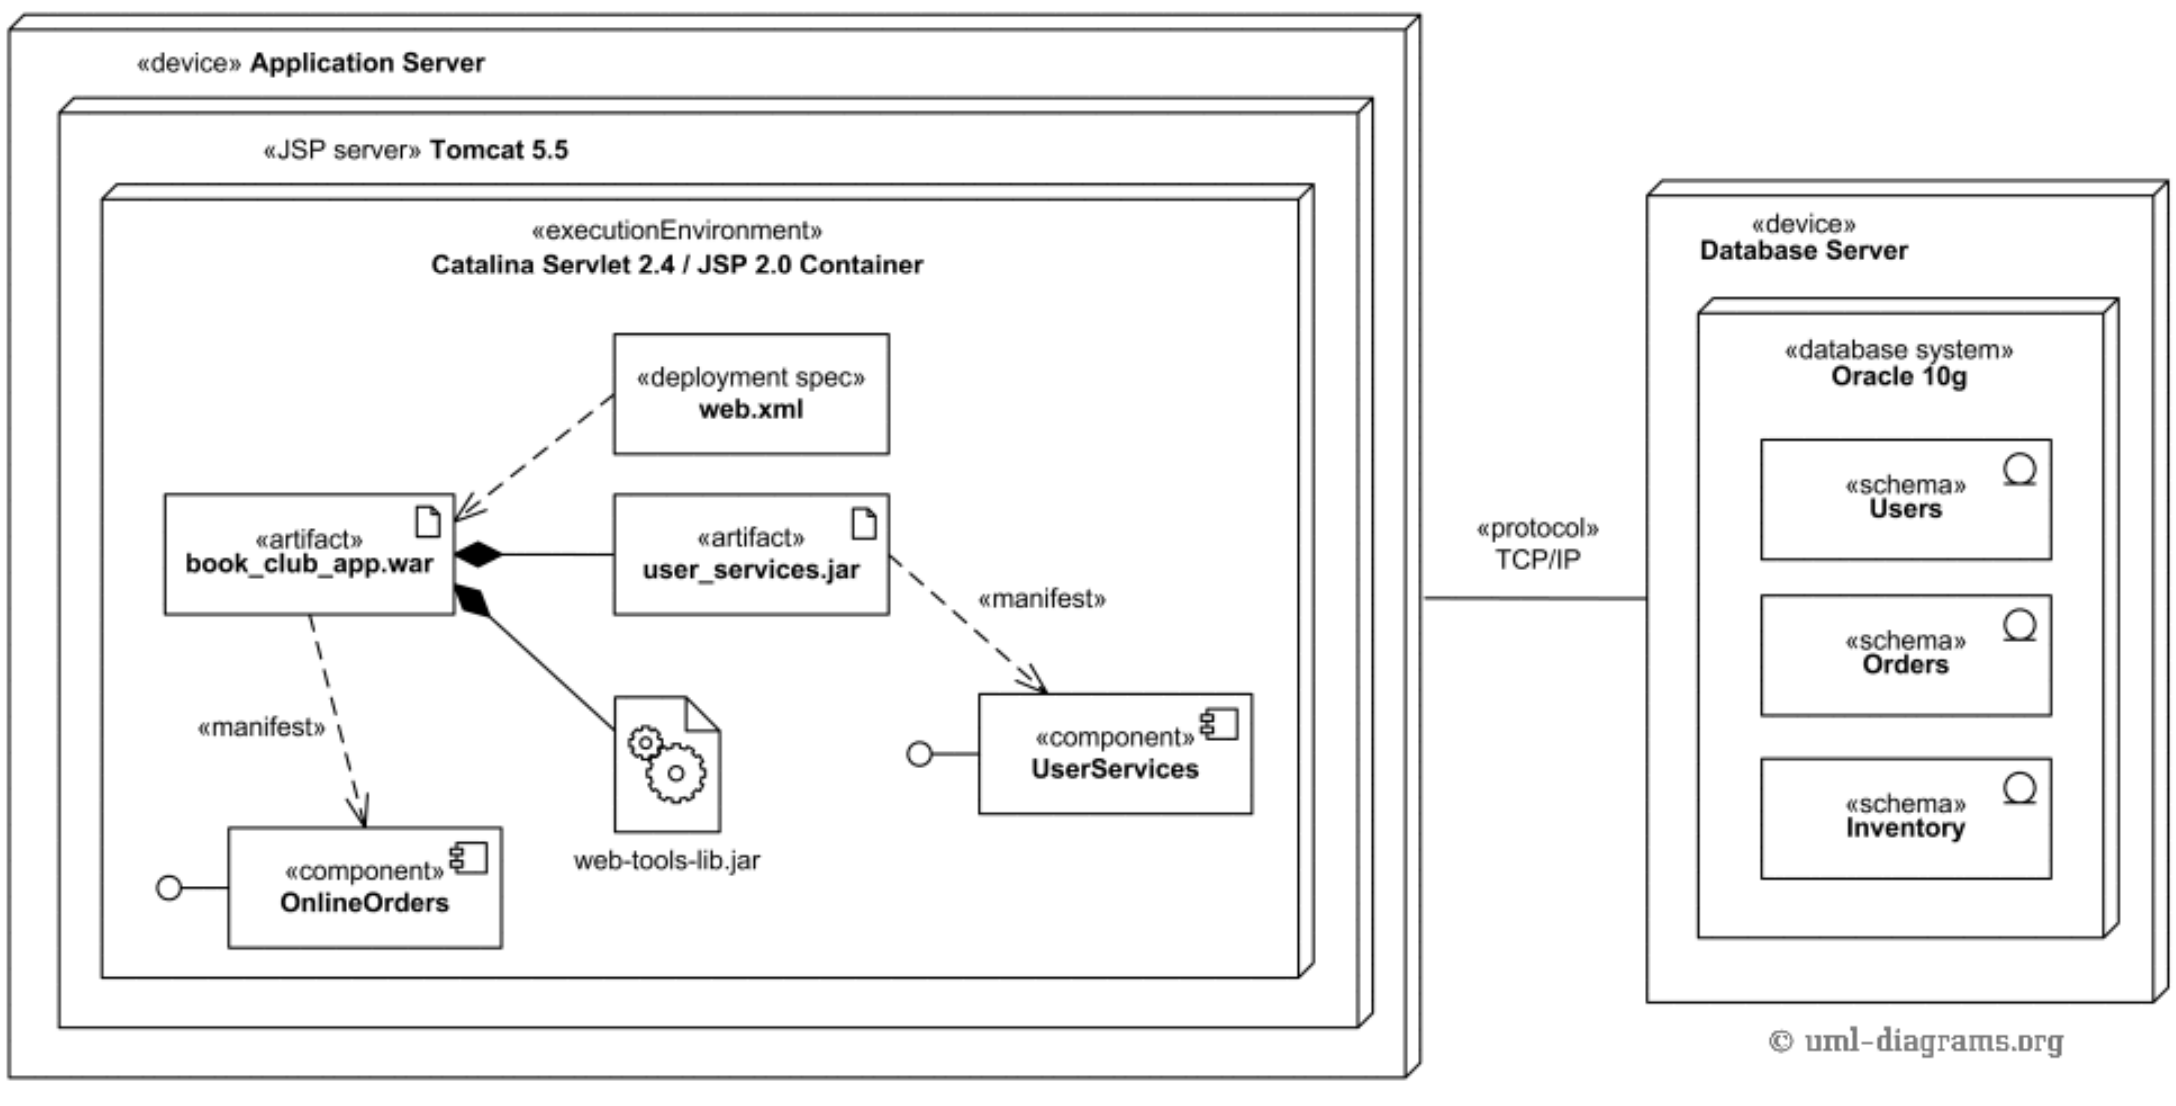 «device» Application Server
«JSP server» Tomcat 5.5
«executionEnvironment»
Catalina Servlet 2.4 / JSP 2.0 Container
«deployment spec»
web.xml
«artifact»
book_club_app.war
«artifact»
user_services.jar
«manifest»
«manifest»
«component»
UserServices
web-tools-lib.jar
«component»
OnlineOrders
«protocol»
TCP/IP
«device»
Database Server
«database system»
Oracle 10g
«schema»
Users
«schema»
Orders
«schema»
Inventory
© uml-diagrams.org